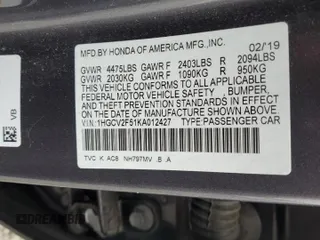 MFD BY HONDA OF AMERICA MFG.,INC. 02/19
GVWR 4475LBS GAWR F 2403LBS R 2094LBS
GVWR 2030KG GAWR F 1090KG R 950KG
THIS VEHICLE CONFORMS TO ALL APPLICABLE
FEDERAL MOTOR VEHICLE SAFETY, BUMPER,
AND THEFT PREVENTION STANDARDS IN EFFECT
ON THE DATE OF MANUFACTURE SHOWN ABOVE.
VIN: 1HGCV2F51KA012427 TYPE: PASSENGER CAR
TVC K AC8 NH797MV .B .A
VB
DREAMBID